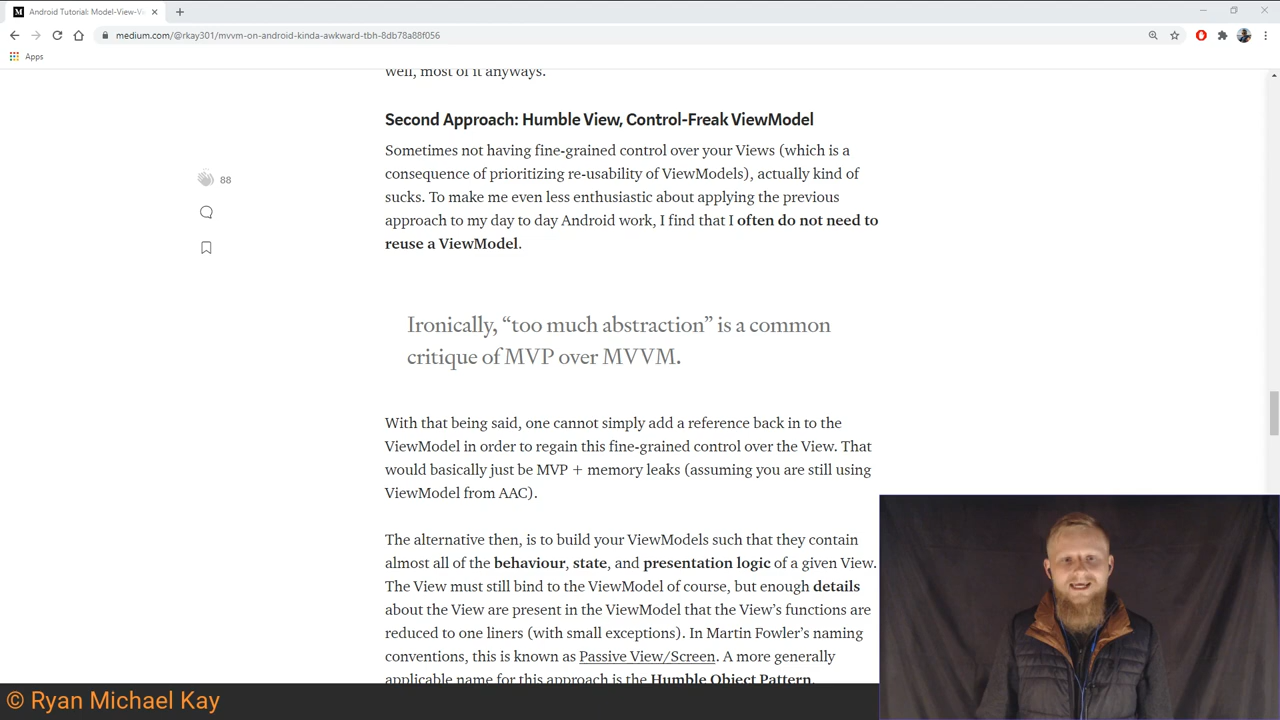 Android Tutorial: Model-View-Vi
medium.com/@rkay301/mvvm-on-android-kinda-awkward-tbh-8db78a88f056
Apps
well, most of it anyways.
Second Approach: Humble View, Control-Freak ViewModel
Sometimes not having fine-grained control over your Views (which is a
consequence of prioritizing re-usability of ViewModels), actually kind of
sucks. To make me even less enthusiastic about applying the previous
approach to my day to day Android work, I find that I often do not need to
reuse a ViewModel.
88
Ironically, “too much abstraction” is a common
critique of MVP over MVVM.
With that being said, one cannot simply add a reference back in to the
ViewModel in order to regain this fine-grained control over the View. That
would basically just be MVP + memory leaks (assuming you are still using
ViewModel from AAC).
The alternative then, is to build your ViewModels such that they contain
almost all of the behaviour, state, and presentation logic of a given View.
The View must still bind to the ViewModel of course, but enough details
about the View are present in the ViewModel that the View’s functions are
reduced to one liners (with small exceptions). In Martin Fowler’s naming
conventions, this is known as Passive View/Screen. A more generally
applicable name for this approach is the Humble Object Pattern.
© Ryan Michael Kay